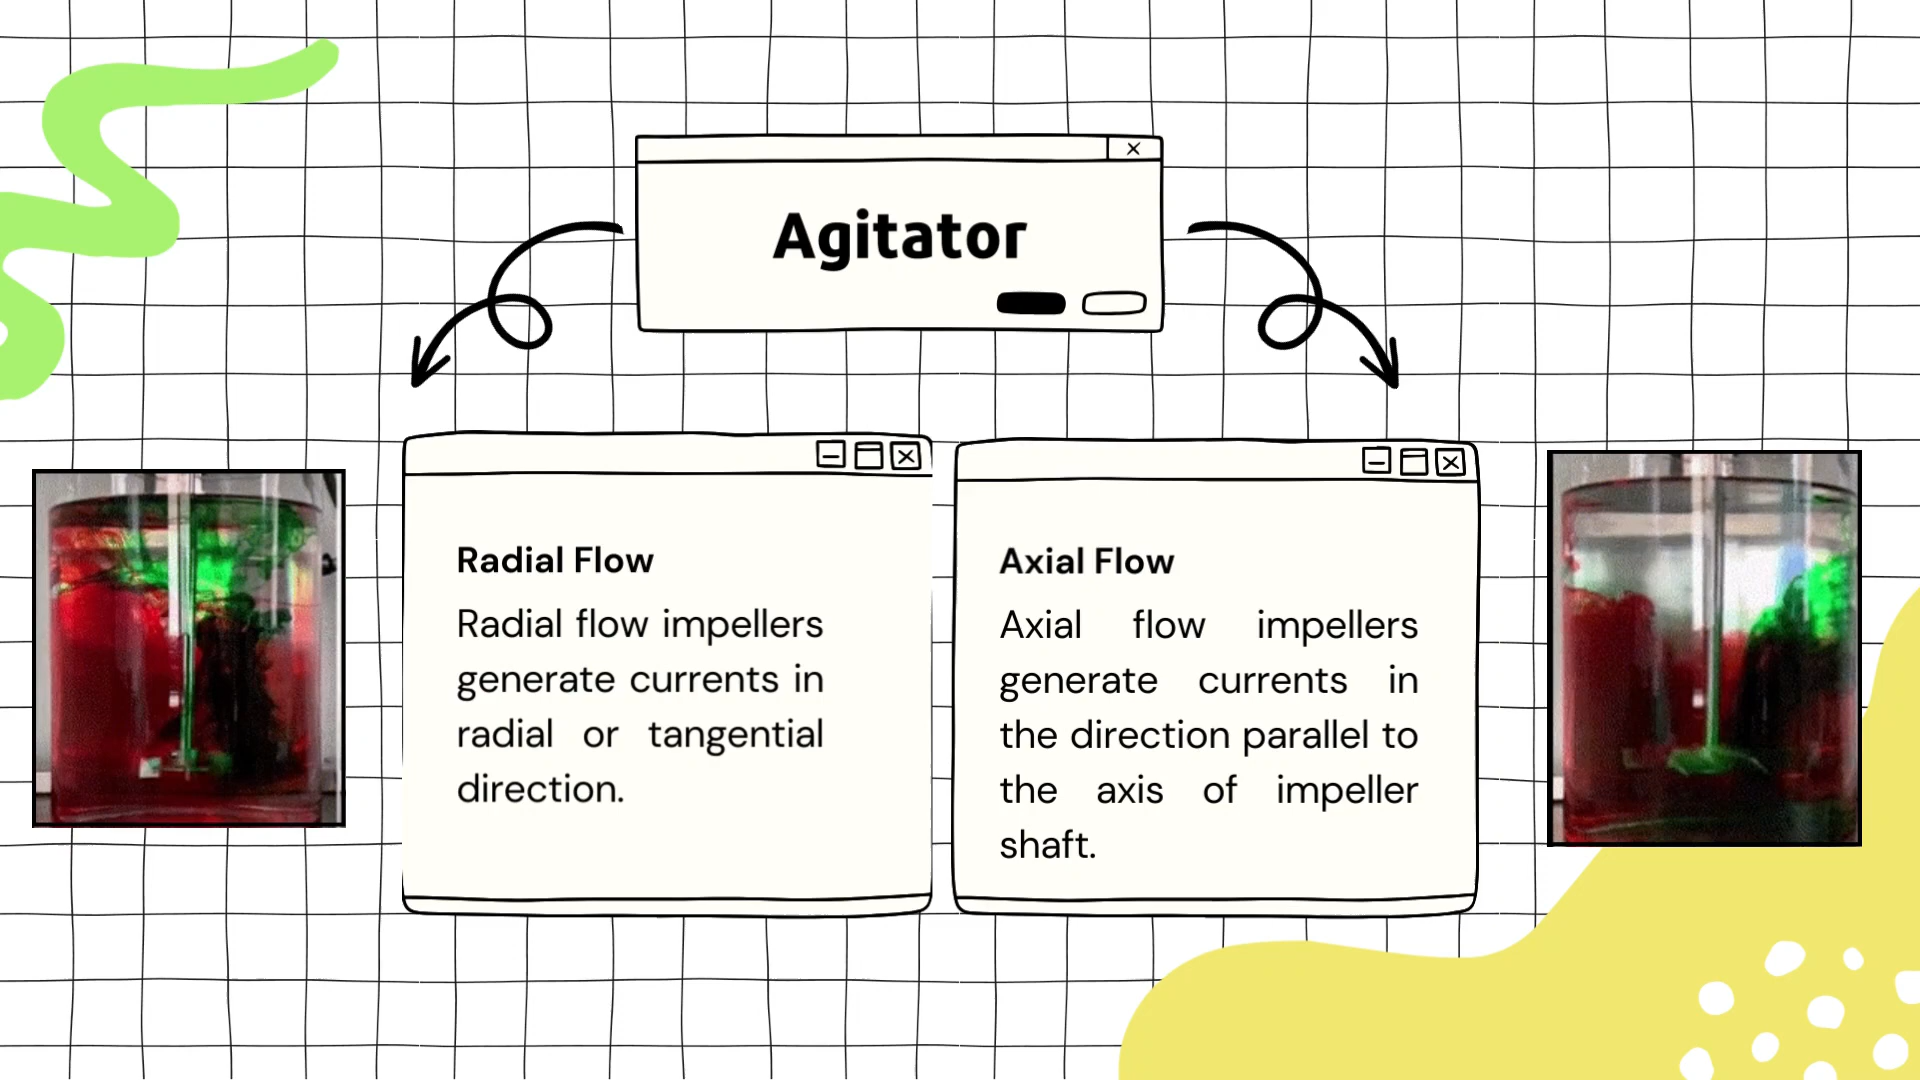 Agitator
Radial Flow
Radial flow impellers
generate currents in
radial or tangential
direction.
Axial Flow
Axial flow impellers
generate currents in
the direction parallel to
the axis of impeller
shaft.